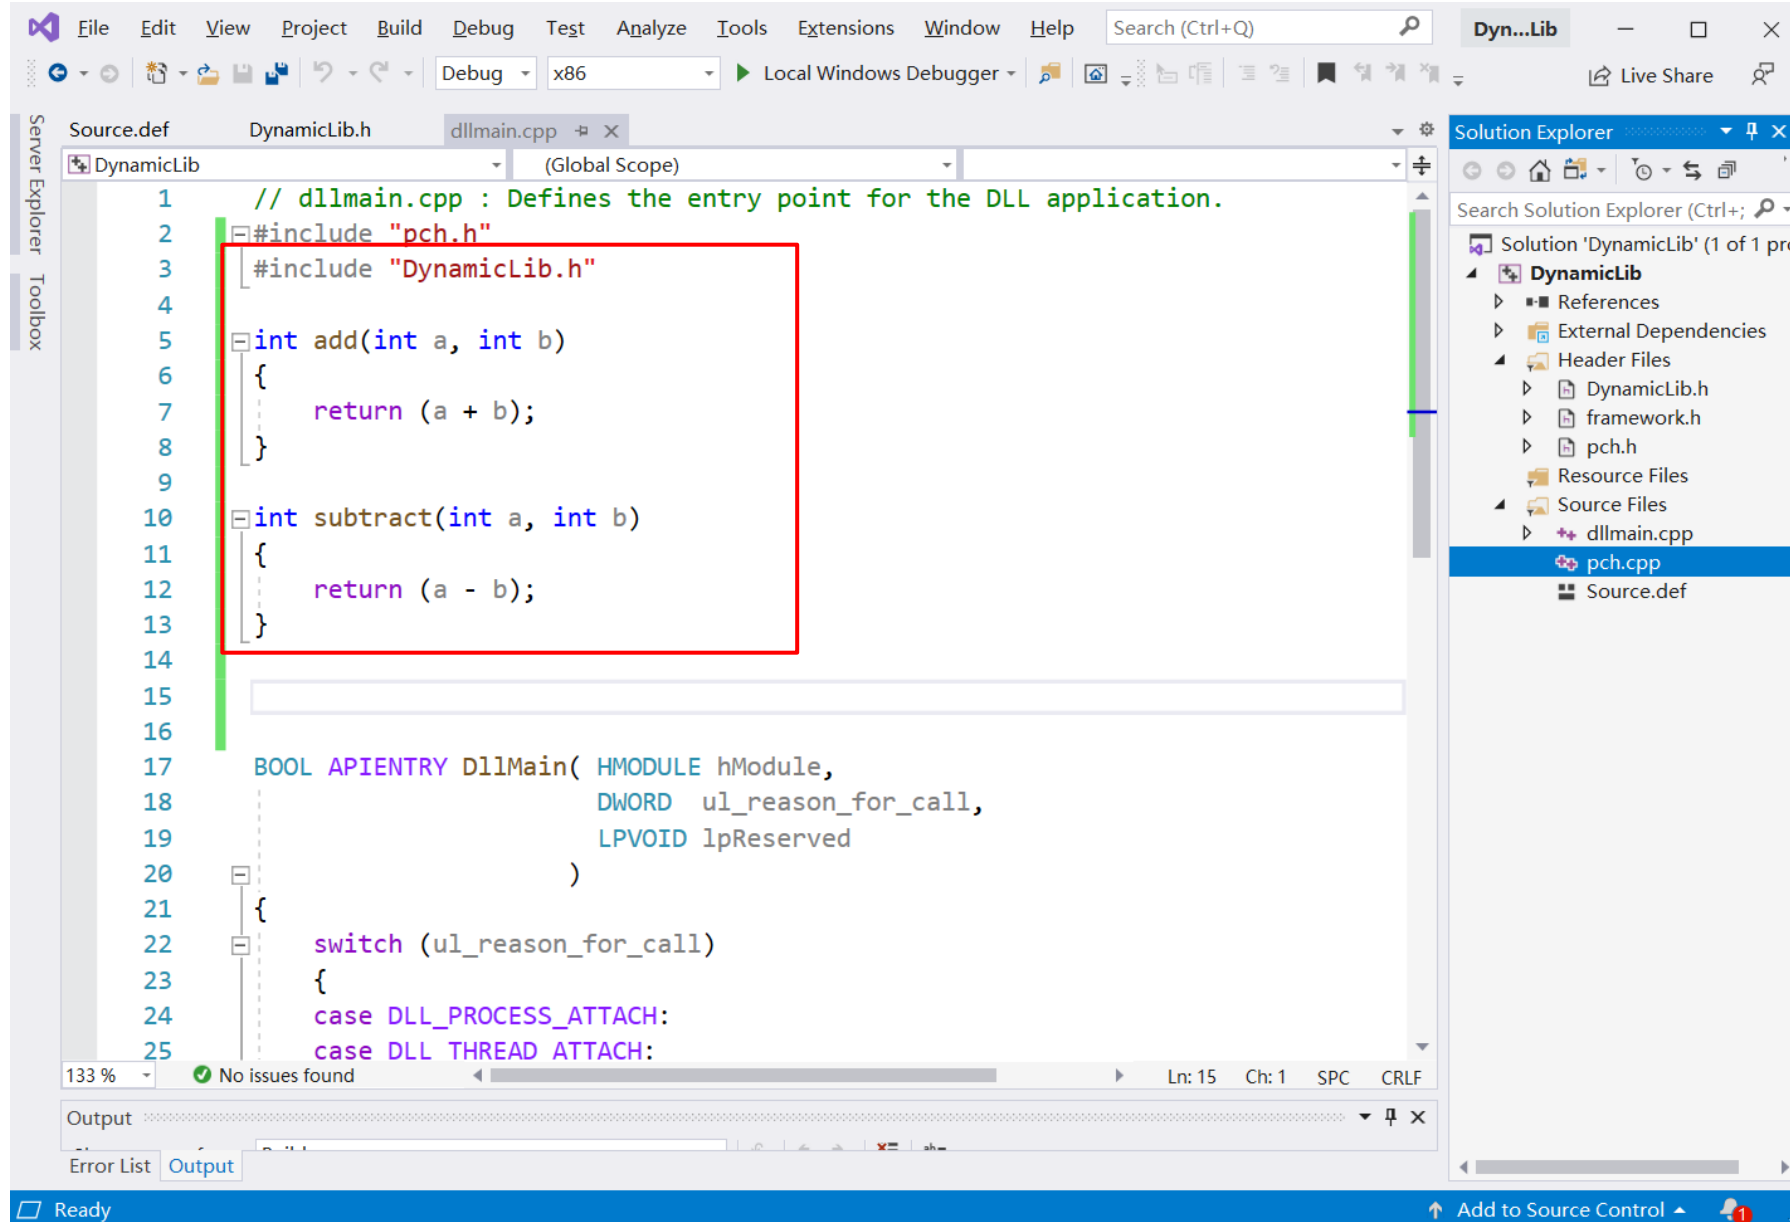 File Edit View Project Build Debug Test Analyze Tools Extensions Window Help Search (Ctrl+Q) Dyn...Lib
Debug x86 Local Windows Debugger Live Share
Server Explorer
Toolbox
Source.def DynamicLib.h dllmain.cpp
DynamicLib (Global Scope)
1 // dllmain.cpp : Defines the entry point for the DLL application.
2 #include "pch.h"
3 #include "DynamicLib.h"
4
5 int add(int a, int b)
6 {
7 return (a + b);
8 }
9
10 int subtract(int a, int b)
11 {
12 return (a - b);
13 }
14
15
16
17 BOOL APIENTRY DllMain( HMODULE hModule,
18 DWORD ul_reason_for_call,
19 LPVOID lpReserved
20 )
21 {
22 switch (ul_reason_for_call)
23 {
24 case DLL_PROCESS_ATTACH:
25 case DLL_THREAD_ATTACH:
133 % No issues found Ln: 15 Ch: 1 SPC CRLF
Output
Error List Output
Solution Explorer
Search Solution Explorer (Ctrl+;
Solution 'DynamicLib' (1 of 1
DynamicLib
References
External Dependencies
Header Files
DynamicLib.h
framework.h
pch.h
Resource Files
Source Files
dllmain.cpp
pch.cpp
Source.def
Ready Add to Source Control 1